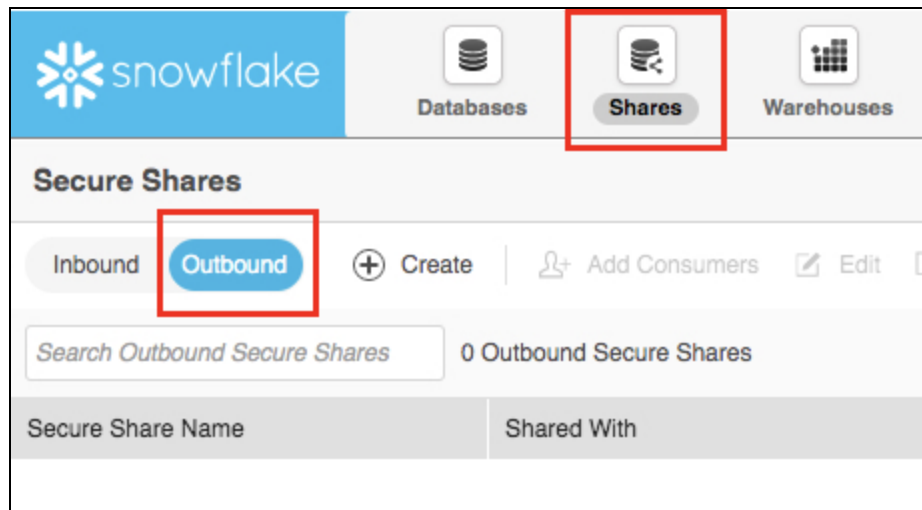 snowflake
Databases
Shares
Warehouses
Secure Shares
Inbound Outbound Create Add Consumers Edit
Search Outbound Secure Shares 0 Outbound Secure Shares
Secure Share Name Shared With